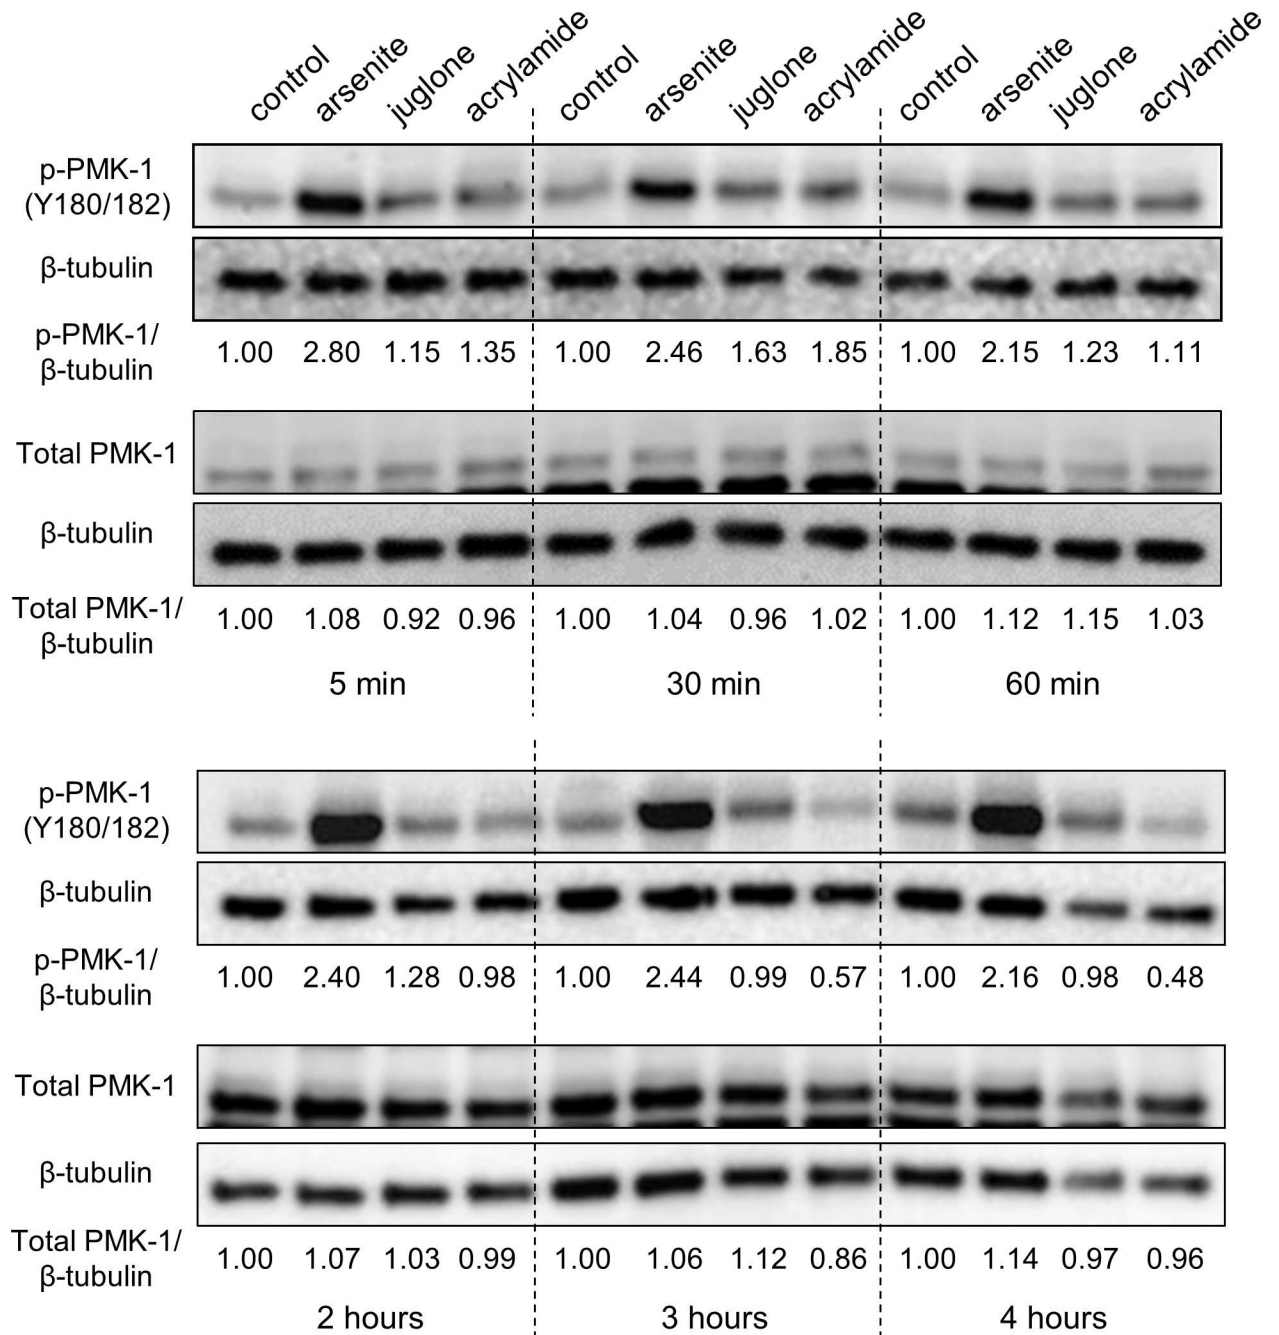 control arsenite juglone acrylamide control arsenite juglone acrylamide control arsenite juglone acrylamide
p-PMK-1
(Y180/182)
β-tubulin
p-PMK-1/
β-tubulin
1.00 2.80 1.15 1.35 1.00 2.46 1.63 1.85 1.00 2.15 1.23 1.11
Total PMK-1
β-tubulin
Total PMK-1/
β-tubulin
1.00 1.08 0.92 0.96 1.00 1.04 0.96 1.02 1.00 1.12 1.15 1.03
5 min 30 min 60 min
p-PMK-1
(Y180/182)
β-tubulin
p-PMK-1/
β-tubulin
1.00 2.40 1.28 0.98 1.00 2.44 0.99 0.57 1.00 2.16 0.98 0.48
Total PMK-1
β-tubulin
Total PMK-1/
β-tubulin
1.00 1.07 1.03 0.99 1.00 1.06 1.12 0.86 1.00 1.14 0.97 0.96
2 hours 3 hours 4 hours